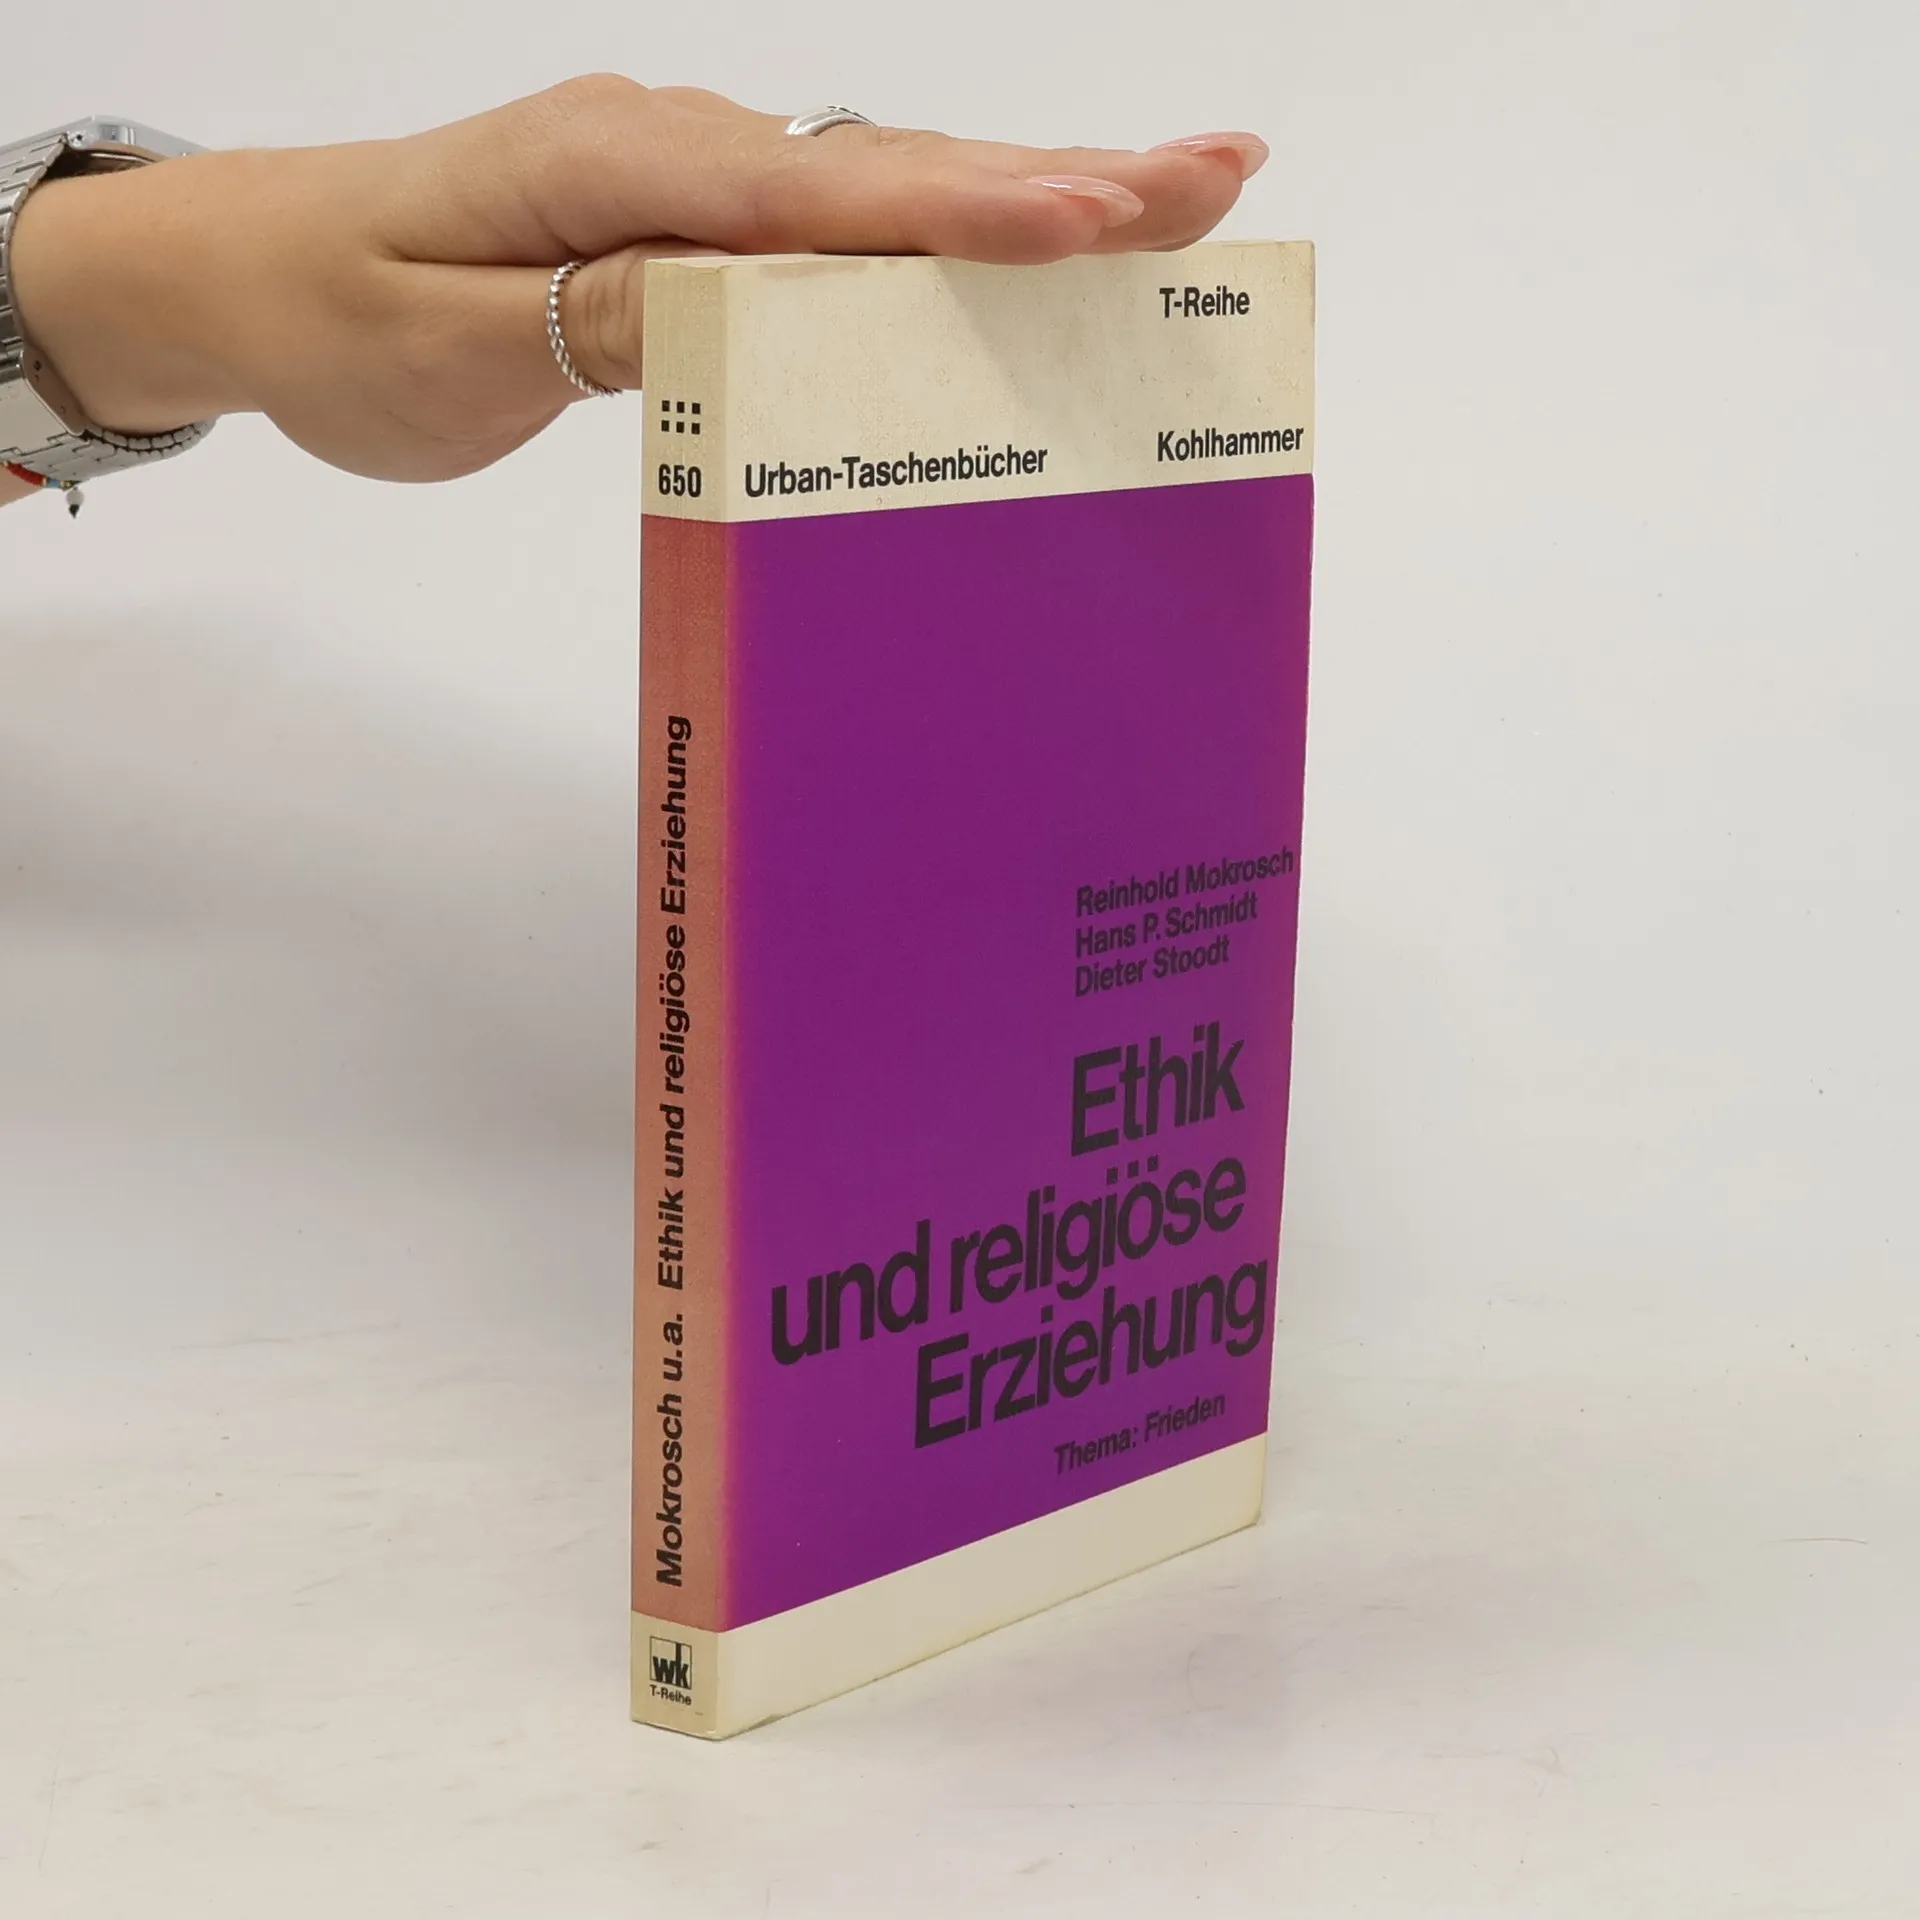 T-Reihe
650
Urban-Taschenbücher
Kohlhammer
Reinhold Mokrosch
Hans P. Schmidt
Dieter Stoodt
Ethik
und religiöse
Erziehung
Thema: Frieden
Mokrosch u.a. Ethik und religiöse Erziehung
wk
T-Reihe